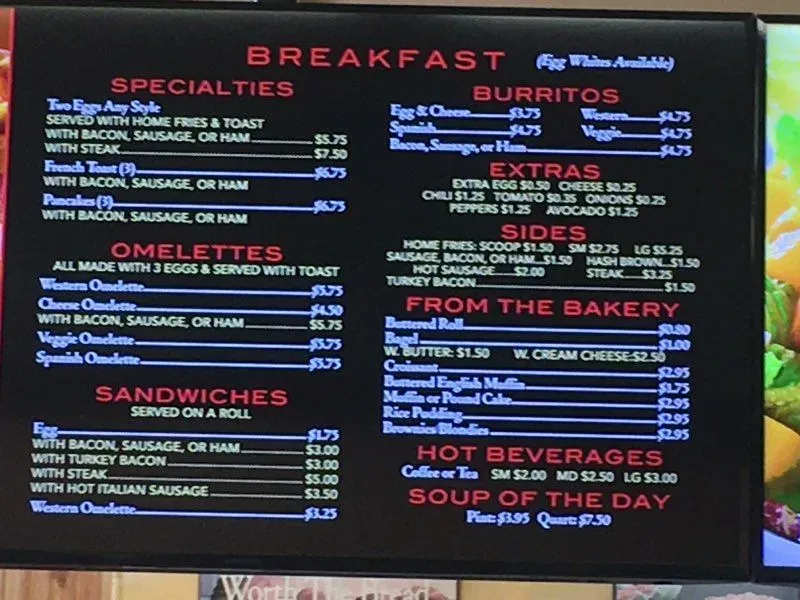 BREAKFAST (Egg Whites Available)
SPECIALTIES
Two Eggs Any Style
SERVED WITH HOME FRIES & TOAST
WITH BACON, SAUSAGE, OR HAM $5.75
WITH STEAK $7.50
French Toast (3) $6.75
WITH BACON, SAUSAGE, OR HAM
Pancakes (3) $6.75
WITH BACON, SAUSAGE, OR HAM
OMELETTES
ALL MADE WITH 3 EGGS & SERVED WITH TOAST
Western Omelette $5.75
Cheese Omelette $4.50
WITH BACON, SAUSAGE, OR HAM $5.75
Veggie Omelette $5.75
Spanish Omelette $5.75
SANDWICHES
SERVED ON A ROLL
Egg $1.75
WITH BACON, SAUSAGE, OR HAM $3.00
WITH TURKEY BACON $3.00
WITH STEAK $5.00
WITH HOT ITALIAN SAUSAGE $3.50
Western Omelette $3.25
BURRITOS
Egg & Cheese $3.75 Western $4.75
Spanish $4.75 Veggie $4.75
Bacon, Sausage, or Ham $4.75
EXTRAS
EXTRA EGG $0.50 CHEESE $0.25
CHILI $1.25 TOMATO $0.35 ONIONS $0.25
PEPPERS $1.25 AVOCADO $1.25
SIDES
HOME FRIES: SCOOP $1.50 SM $2.75 LG $5.25
SAUSAGE, BACON, OR HAM...$1.50 HASH BROWN...$1.50
HOT SAUSAGE......$2.00 STEAK......$3.25
TURKEY BACON $1.50
FROM THE BAKERY
Buttered Roll $0.80
Bagel $1.00
W. BUTTER: $1.50 W. CREAM CHEESE:$2.50
Croissant $2.95
Buttered English Muffin $1.75
Muffin or Pound Cake $2.95
Rice Pudding $2.95
Brownies/Blondies $2.95
HOT BEVERAGES
Coffee or Tea SM $2.00 MD $2.50 LG $3.00
SOUP OF THE DAY
Pint: $3.95 Quart: $7.50
Worth The Bread